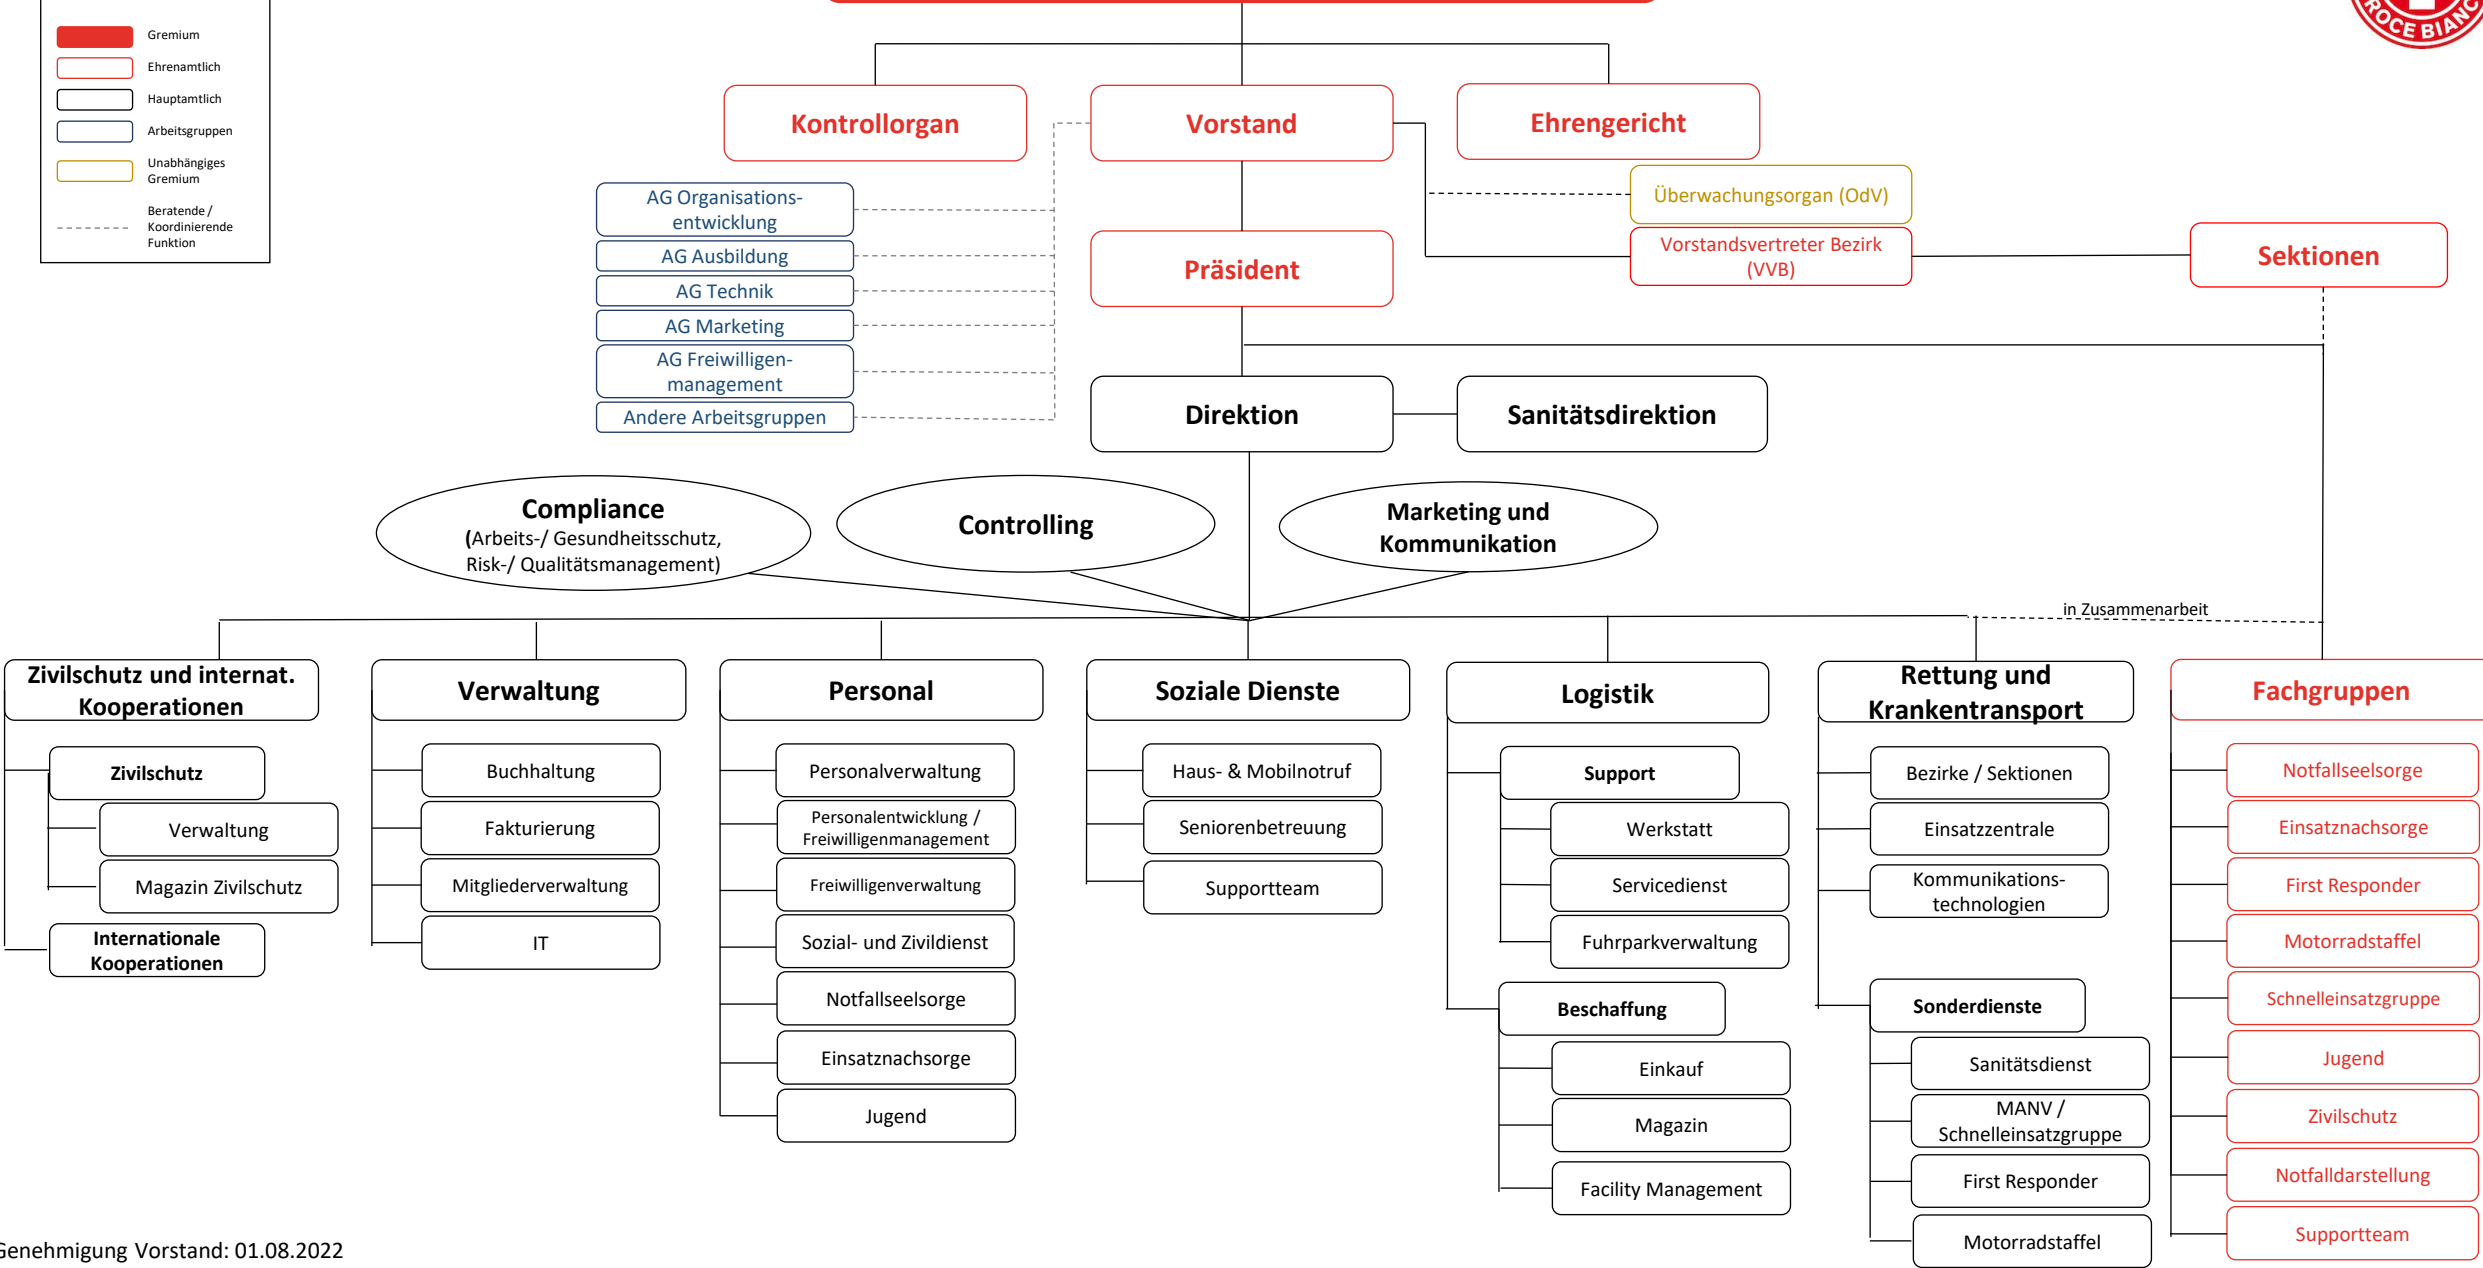 Gremium
Ehrenamtlich
Hauptamtlich
Arbeitsgruppen
Unabhängiges
Gremium
Beratende /
Koordinierende
Funktion
Kontrollorgan
Vorstand
Ehrengericht
AG Organisations-
entwicklung
AG Ausbildung
AG Technik
AG Marketing
AG Freiwilligen-
management
Andere Arbeitsgruppen
Überwachungsorgan (OdV)
Vorstandsvertreter Bezirk
(VVB)
Sektionen
Präsident
Direktion
Sanitätsdirektion
Compliance
(Arbeits-/ Gesundheitsschutz,
Risk-/ Qualitätsmanagement)
Controlling
Marketing und
Kommunikation
in Zusammenarbeit
Zivilschutz und internat.
Kooperationen
Zivilschutz
Verwaltung
Magazin Zivilschutz
Internationale
Kooperationen
Verwaltung
Buchhaltung
Fakturierung
Mitgliederverwaltung
IT
Personal
Personalverwaltung
Personalentwicklung /
Freiwilligenmanagement
Freiwilligenverwaltung
Sozial- und Zivildienst
Notfallseelsorge
Einsatznachsorge
Jugend
Soziale Dienste
Haus- & Mobilnotruf
Seniorenbetreuung
Supportteam
Logistik
Support
Werkstatt
Servicedienst
Fuhrparkverwaltung
Beschaffung
Einkauf
Magazin
Facility Management
Rettung und
Krankentransport
Bezirke / Sektionen
Einsatzzentrale
Kommunikations-
technologien
Sonderdienste
Sanitätsdienst
MANV /
Schnelleinsatzgruppe
First Responder
Motorradstaffel
Fachgruppen
Notfallseelsorge
Einsatznachsorge
First Responder
Motorradstaffel
Schnelleinsatzgruppe
Jugend
Zivilschutz
Notfalldarstellung
Supportteam
Genehmigung Vorstand: 01.08.2022